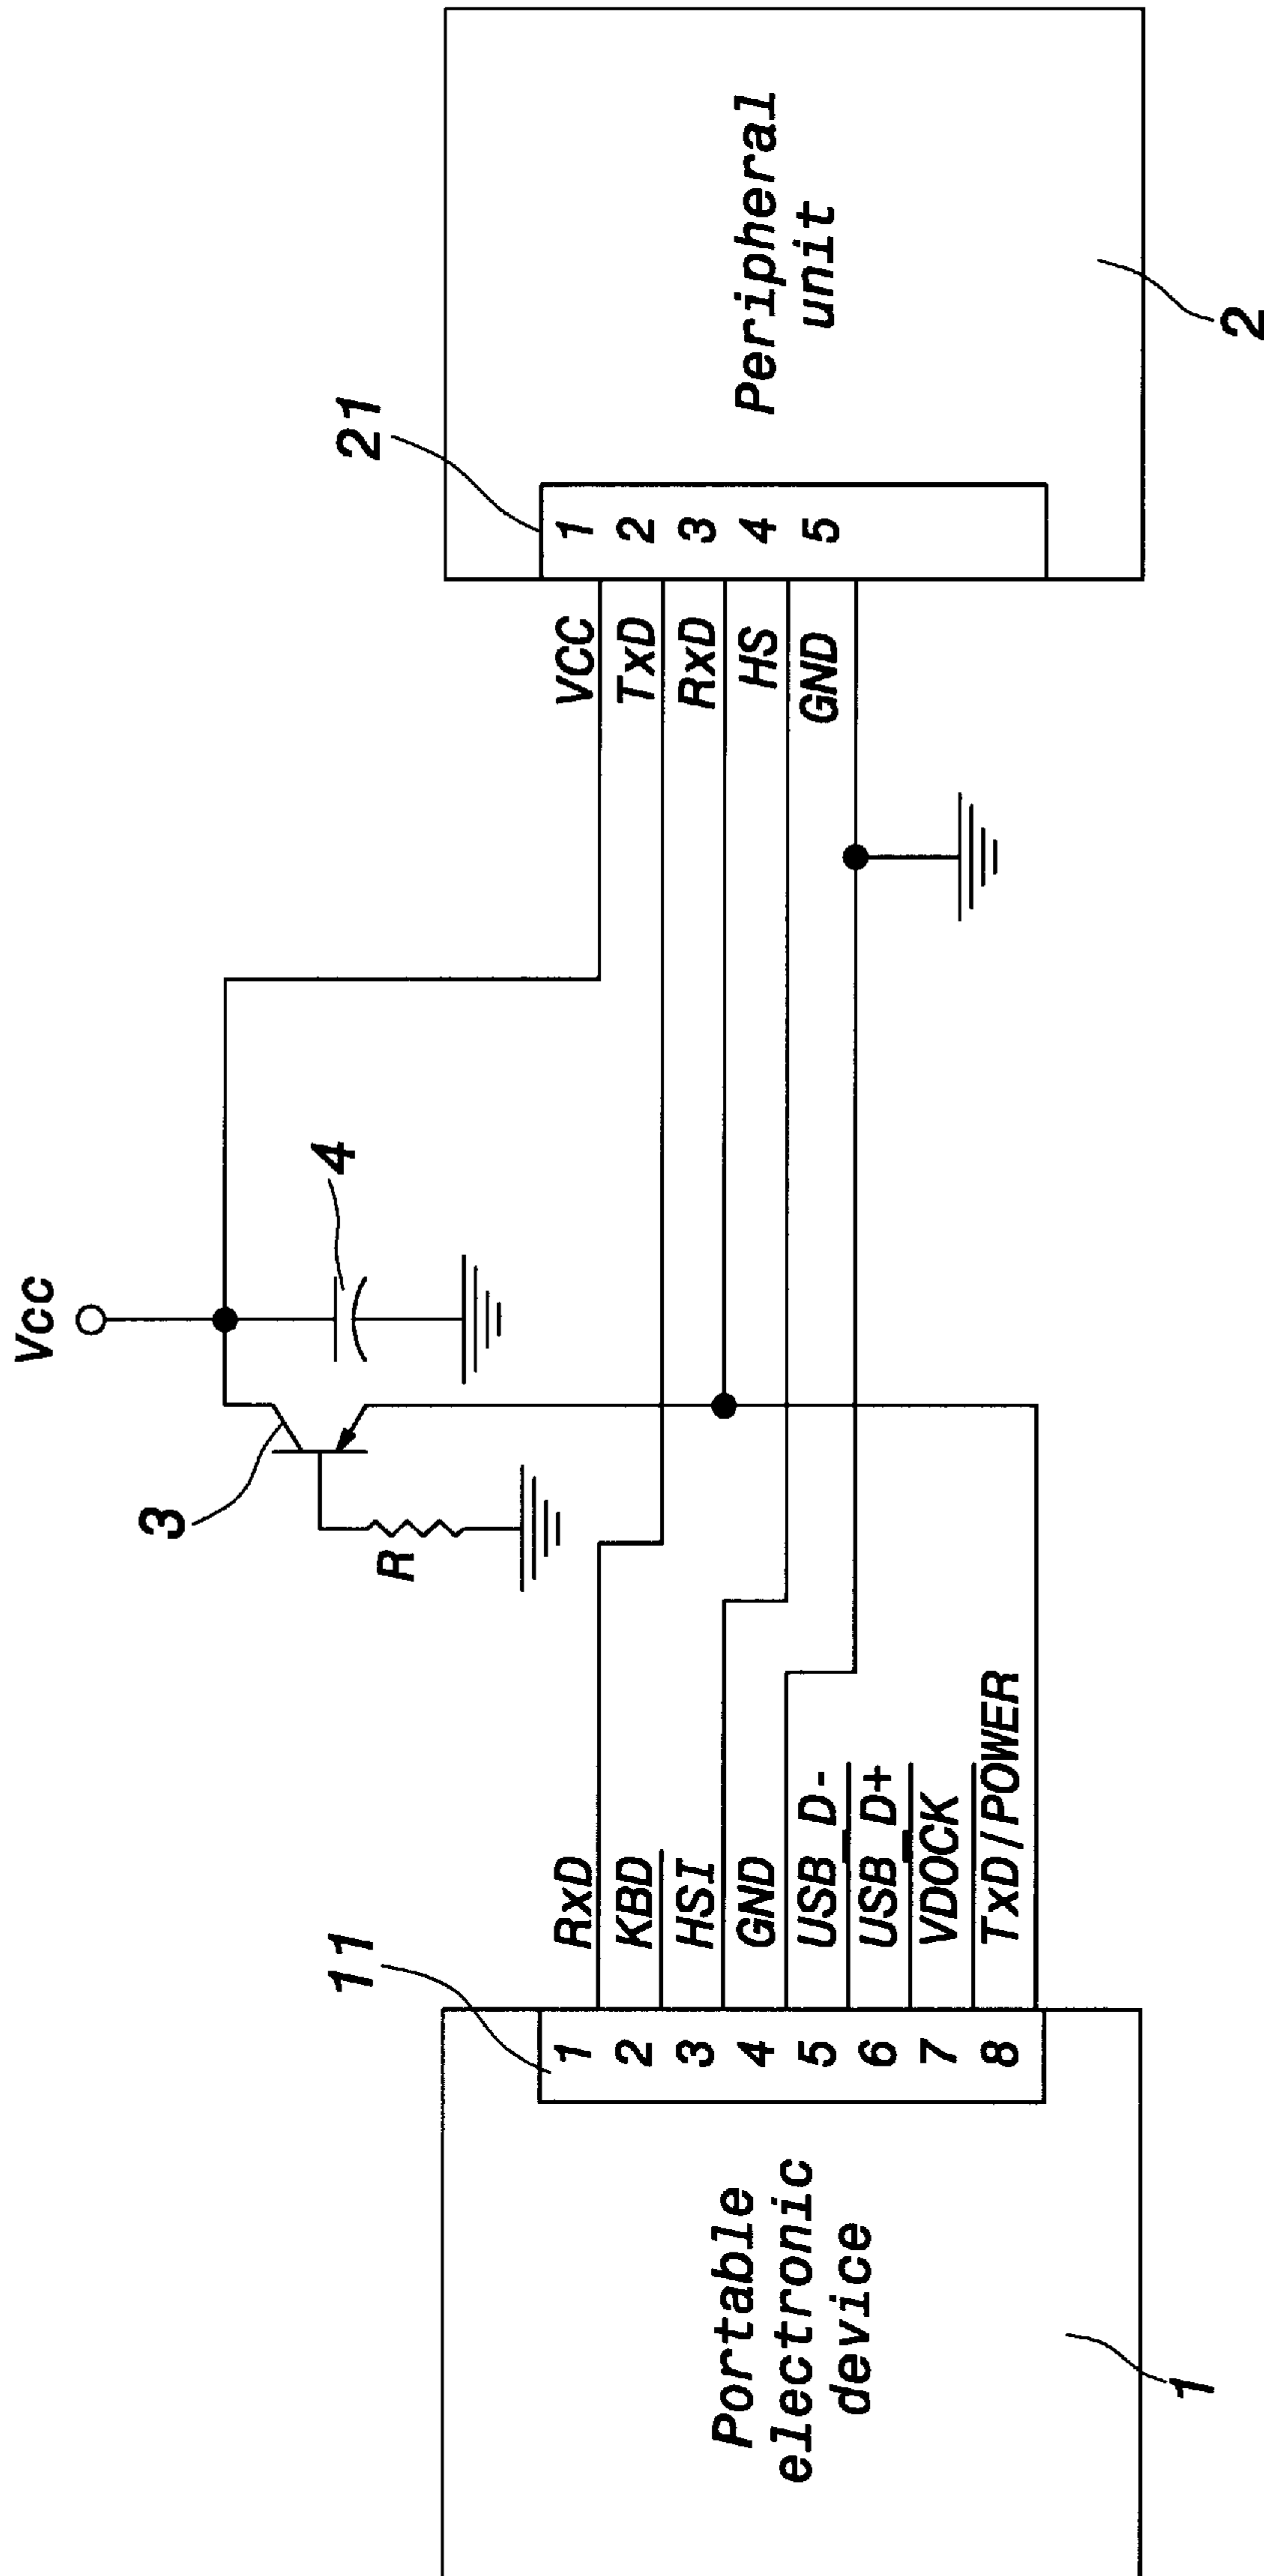 Vcc
3
R
4
11
21
1
2
3
4
5
6
7
8
RxD
KBD
HSI
GND
USB_D-
USB_D+
VDOCK
TxD/POWER
VCC
TxD
RxD
HS
GND
1
2
3
4
5
Portable
electronic
device
1
Peripheral
unit
2